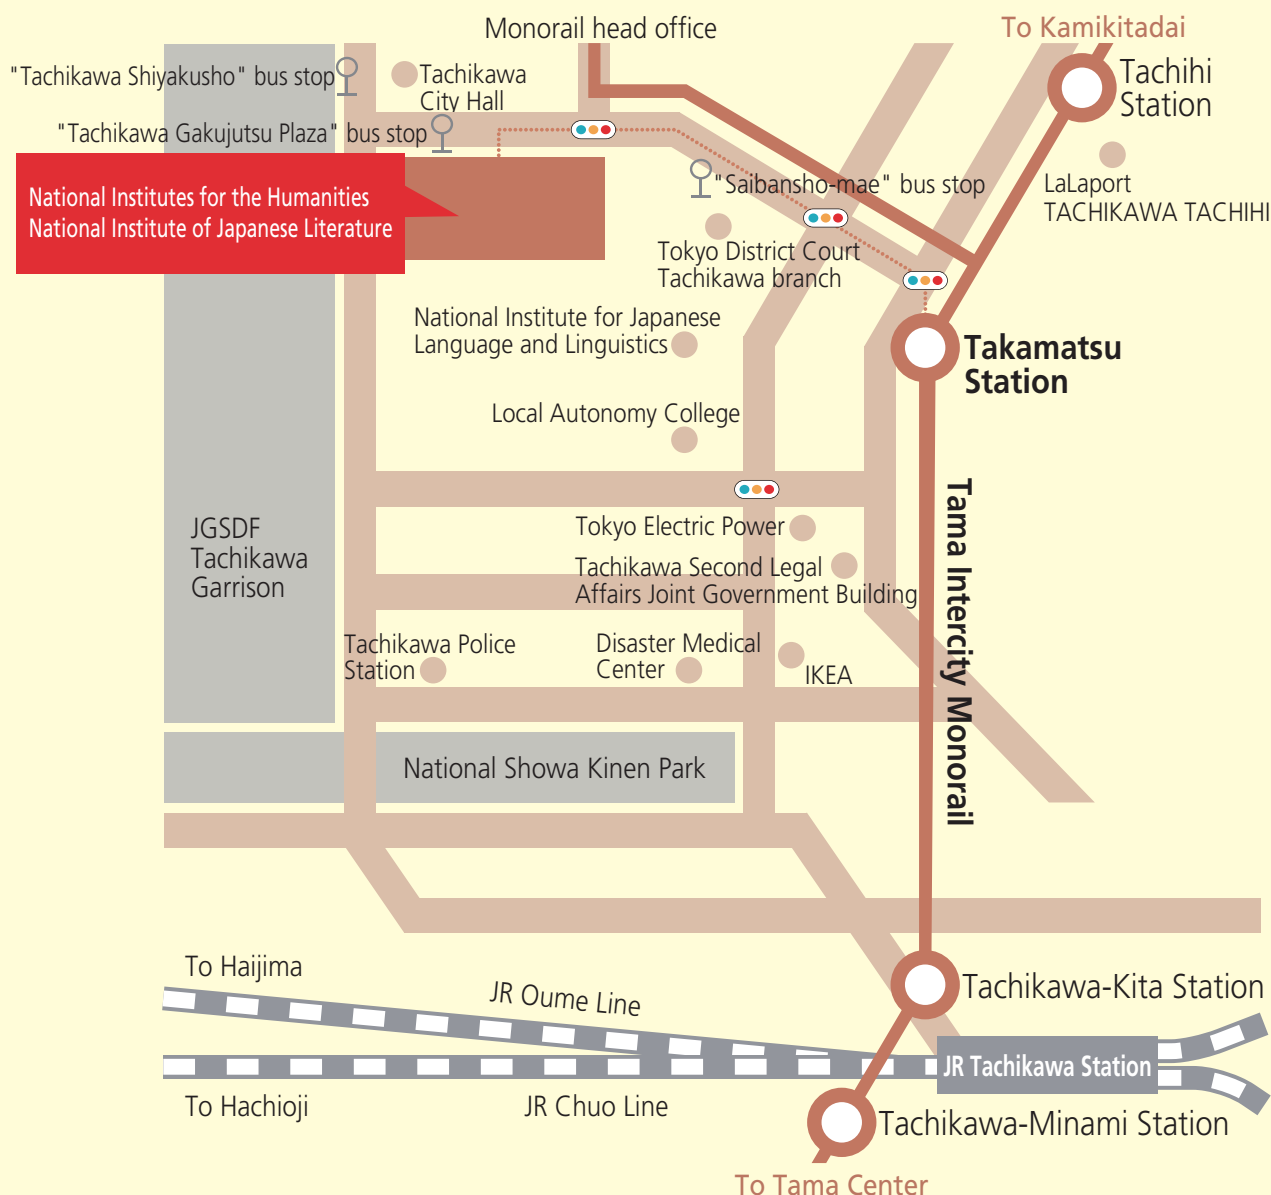 Monorail head office
To Kamikitadai
"Tachikawa Shiyakusho" bus stop
Tachikawa
City Hall
Tachihi
Station
"Tachikawa Gakujutsu Plaza" bus stop
National Institutes for the Humanities
National Institute of Japanese Literature
"Saibansho-mae" bus stop
LaLaport
TACHIKAWA TACHIHI
Tokyo District Court
Tachikawa branch
National Institute for Japanese
Language and Linguistics
Takamatsu
Station
Local Autonomy College
Tama Intercity Monorail
JGSDF
Tachikawa
Garrison
Tokyo Electric Power
Tachikawa Second Legal
Affairs Joint Government Building
Tachikawa Police
Station
Disaster Medical
Center
IKEA
National Showa Kinen Park
To Haijima
JR Oume Line
Tachikawa-Kita Station
JR Tachikawa Station
To Hachioji
JR Chuo Line
Tachikawa-Minami Station
To Tama Center